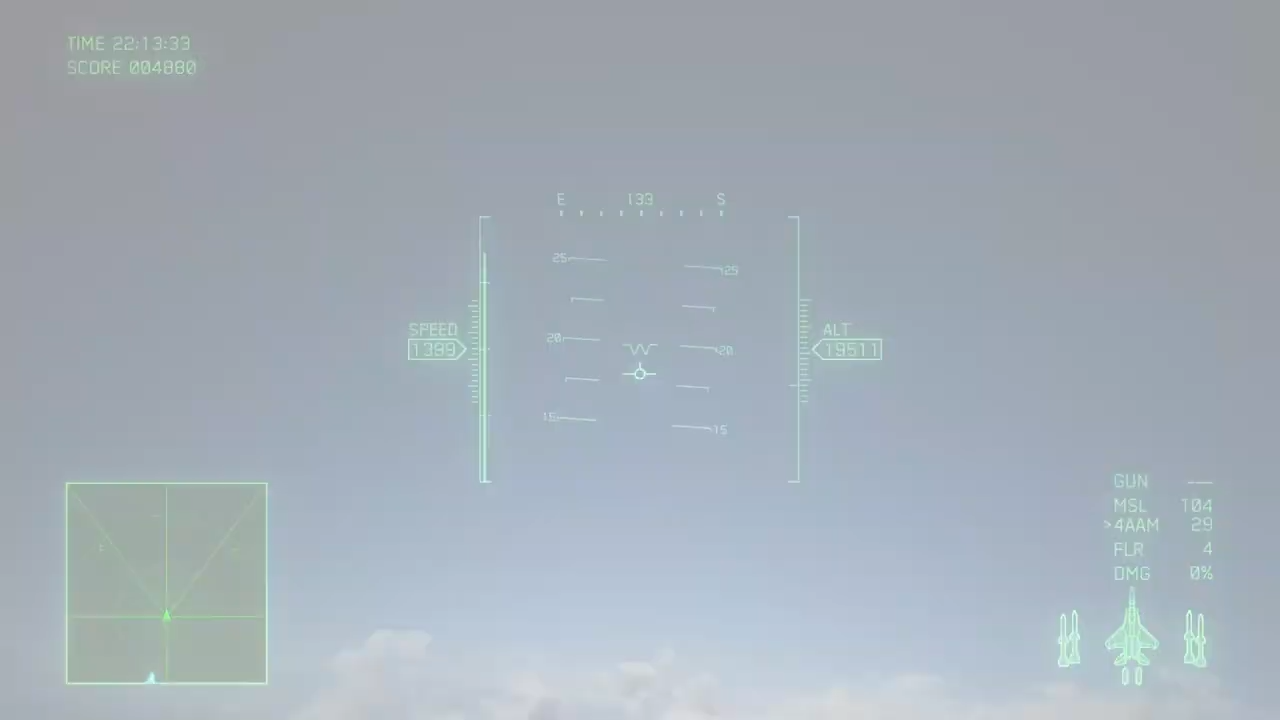 TIME 22:13:33
SCORE 004880
E 133 S
25 25
SPEED ALT
1399 19511
20 20
15 15
GUN ---
MSL 104
>4AAM 29
FLR 4
DMG 0%